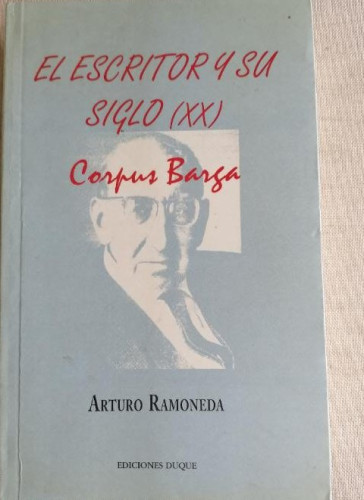 EL ESCRITOR Y SU
SIGLO (XX)
Corpus Barga
ARTURO RAMONEDA
EDICIONES DUQUE